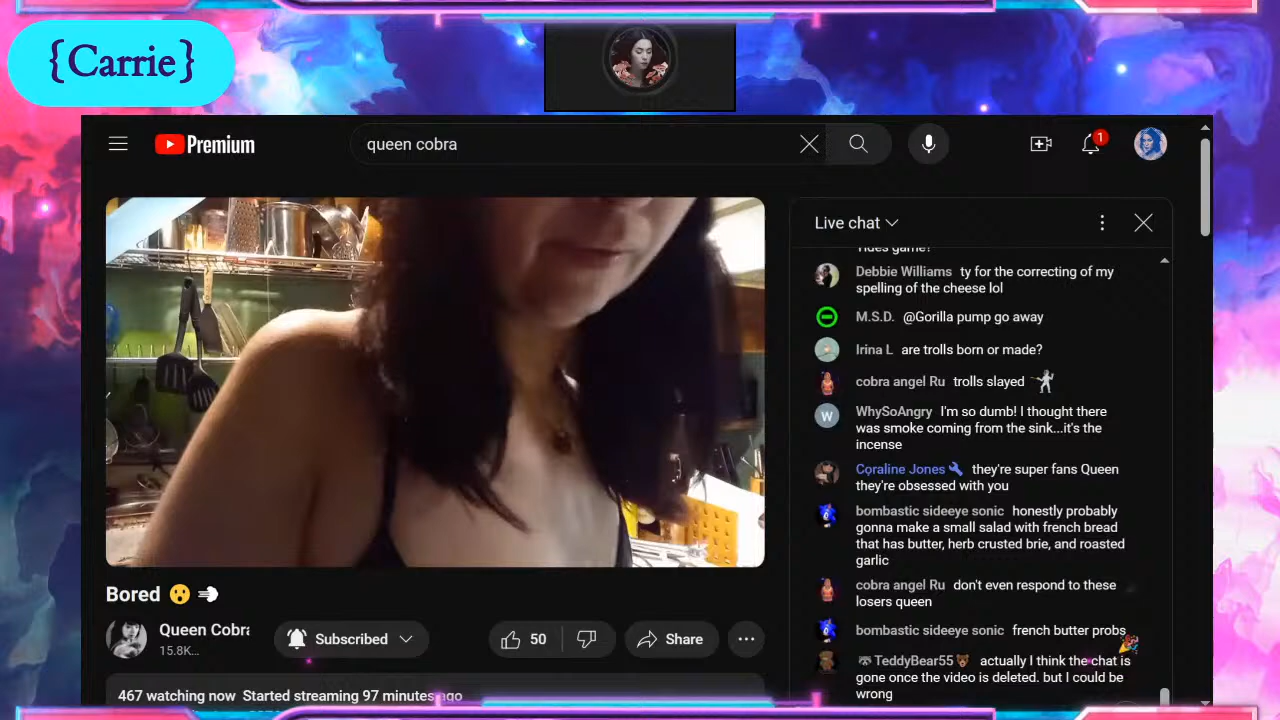 {Carrie}
Premium
queen cobra
1
Live chat
Debbie Williams ty for the correcting of my
spelling of the cheese lol
M.S.D. @Gorilla pump go away
Irina L are trolls born or made?
cobra angel Ru trolls slayed
W
WhySoAngry I'm so dumb! I thought there
was smoke coming from the sink...it's the
incense
Coraline Jones they're super fans Queen
they're obsessed with you
bombastic sideeye sonic honestly probably
gonna make a small salad with french bread
that has butter, herb crusted brie, and roasted
garlic
cobra angel Ru don't even respond to these
losers queen
bombastic sideeye sonic french butter probs
TeddyBear55 actually I think the chat is
gone once the video is deleted. but I could be
wrong
Bored
Queen Cobra
15.8K...
Subscribed
50
Share
467 watching now Started streaming 97 minutes ago